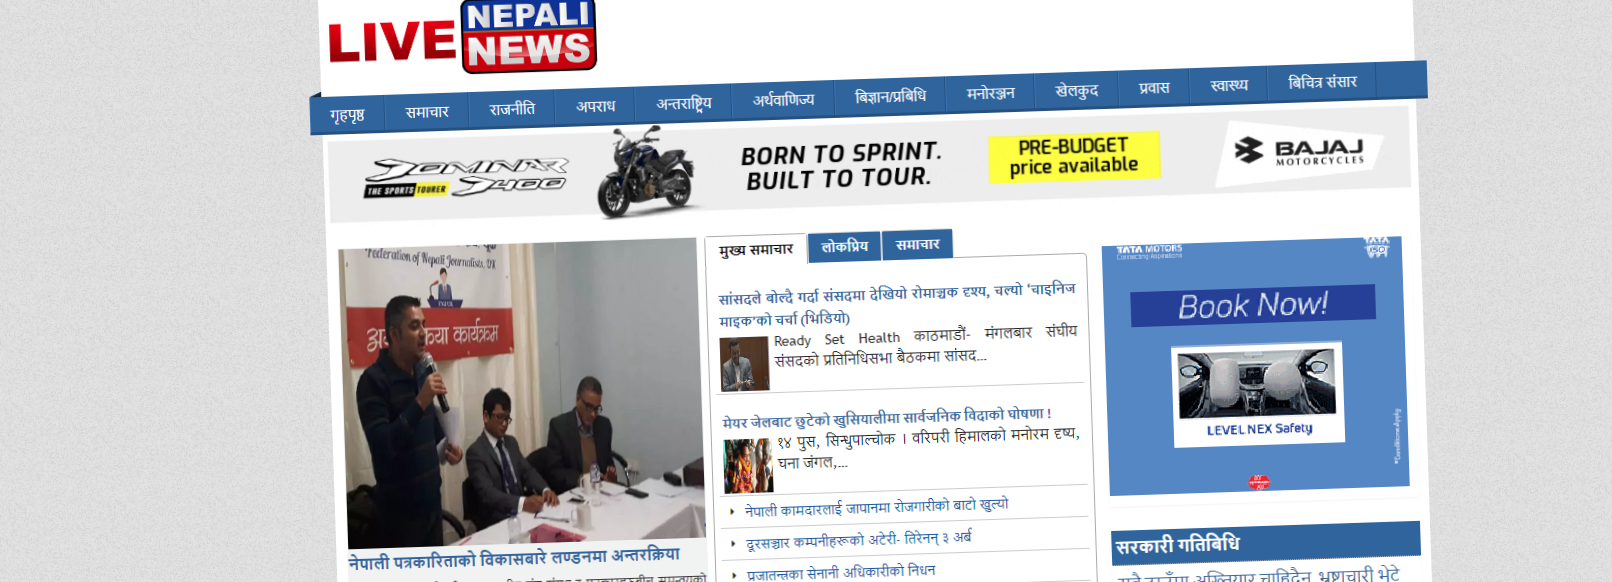 LIVE NEPALI NEWS
गृहपृष्ठ समाचार राजनीति अपराध अन्तराष्ट्रिय अर्थवाणिज्य बिज्ञान/प्रबिधि मनोरञ्जन खेलकुद प्रवास स्वास्थ्य बिचित्र संसार
DOMINAR
THE SPORTS TOURER D400
BORN TO SPRINT.
BUILT TO TOUR.
PRE-BUDGET
price available
BAJAJ
MOTORCYCLES
Federation of Nepali Journalists, UK
कार्यक्रम
नेपाली पत्रकारिताको विकासबारे लण्डनमा अन्तरक्रिया
मुख्य समाचार लोकप्रिय समाचार
सांसदले बोल्दै गर्दा संसदमा देखियो रोमाञ्चक दृश्य, चल्यो ‘चाइनिज
माइक’को चर्चा (भिडियो)
Ready Set Health काठमाडौं- मंगलबार संघीय
संसदको प्रतिनिधिसभा बैठकमा सांसद...
मेयर जेलबाट छुटेको खुसियालीमा सार्वजनिक विदाको घोषणा !
१४ पुस, सिन्धुपाल्चोक । वरिपरी हिमालको मनोरम दृष्य,
घना जंगल,...
नेपाली कामदारलाई जापानमा रोजगारीको बाटो खुल्यो
दूरसञ्चार कम्पनीहरूको अटेरी- तिरेनन् ३ अर्ब
प्रजातन्त्रका सेनानी अधिकारीको निधन
TATA MOTORS
Connecting Aspirations
Book Now!
LEVEL NEX Safety
*Conditions Apply
सरकारी गतिबिधि
अख्तियार चाहिदैन, भ्रष्टाचारी भेटे